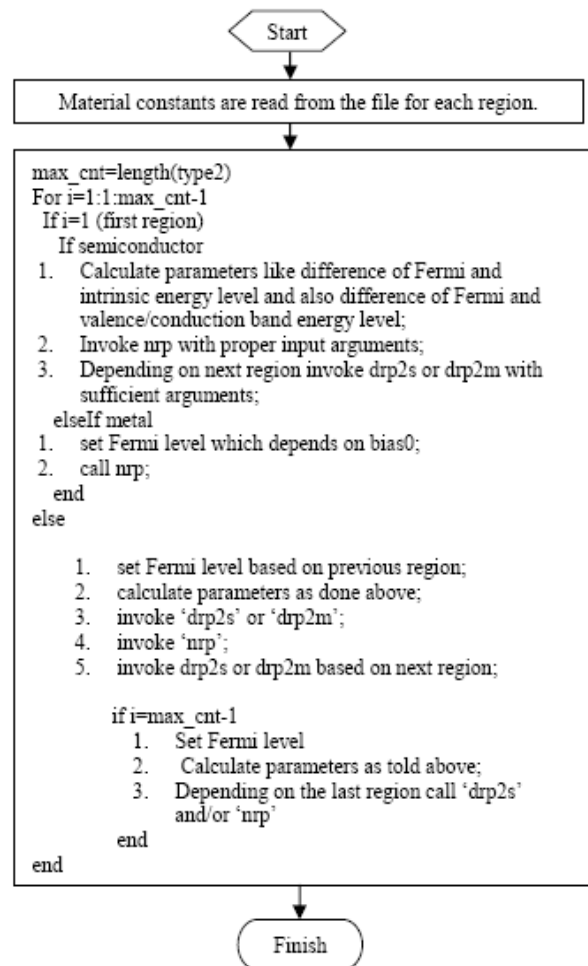 Start
Material constants are read from the file for each region.
max_cnt=length(type2)
For i=1:1:max_cnt-1
If i=1 (first region)
If semiconductor
1. Calculate parameters like difference of Fermi and
intrinsic energy level and also difference of Fermi and
valence/conduction band energy level;
2. Invoke nrp with proper input arguments;
3. Depending on next region invoke drp2s or drp2m with
sufficient arguments;
elseIf metal
1. set Fermi level which depends on bias0;
2. call nrp;
end
else
1. set Fermi level based on previous region;
2. calculate parameters as done above;
3. invoke ‘drp2s’ or ‘drp2m’;
4. invoke ‘nrp’;
5. invoke drp2s or drp2m based on next region;
if i=max_cnt-1
1. Set Fermi level
2. Calculate parameters as told above;
3. Depending on the last region call ‘drp2s’
and/or ‘nrp’
end
end
Finish